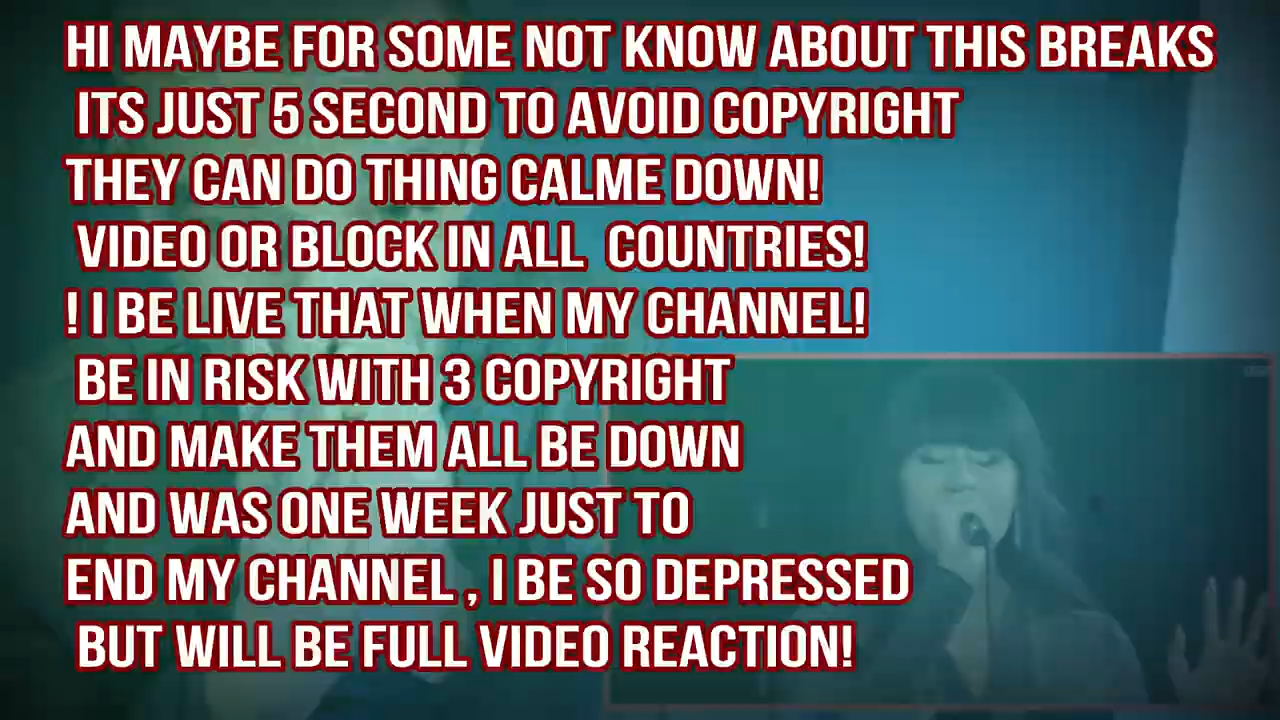 HI MAYBE FOR SOME NOT KNOW ABOUT THIS BREAKS
ITS JUST 5 SECOND TO AVOID COPYRIGHT
THEY CAN DO THING CALME DOWN!
VIDEO OR BLOCK IN ALL COUNTRIES!
! I BE LIVE THAT WHEN MY CHANNEL!
BE IN RISK WITH 3 COPYRIGHT
AND MAKE THEM ALL BE DOWN
AND WAS ONE WEEK JUST TO
END MY CHANNEL , I BE SO DEPRESSED
BUT WILL BE FULL VIDEO REACTION!